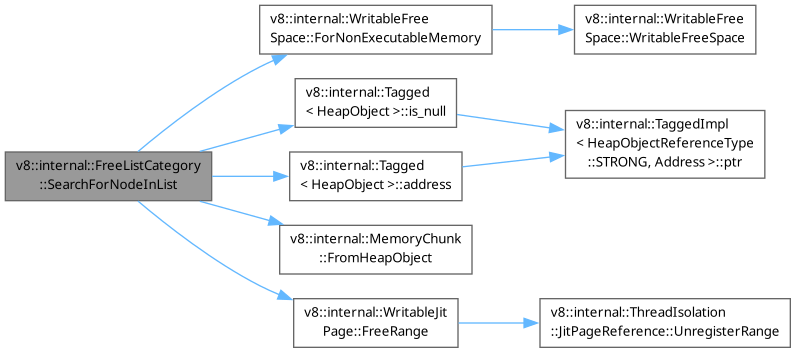 v8::internal::FreeListCategory
::SearchForNodeInList
v8::internal::WritableFree
Space::ForNonExecutableMemory
v8::internal::WritableFree
Space::WritableFreeSpace
v8::internal::Tagged
< HeapObject >::is_null
v8::internal::TaggedImpl
< HeapObjectReferenceType
::STRONG, Address >::ptr
v8::internal::Tagged
< HeapObject >::address
v8::internal::MemoryChunk
::FromHeapObject
v8::internal::WritableJit
Page::FreeRange
v8::internal::ThreadIsolation
::JitPageReference::UnregisterRange